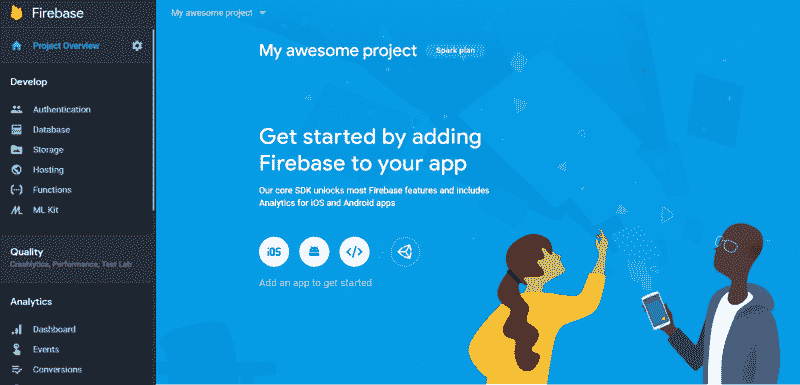 Firebase
My awesome project
Project Overview
My awesome project
Spark plan
Develop
Authentication
Database
Storage
Hosting
Functions
ML Kit
Get started by adding
Firebase to your app
Our core SDK unlocks most Firebase features and includes
Analytics for iOS and Android apps
iOS
Add an app to get started
Quality
Crashlytics, Performance, Test Lab
Analytics
Dashboard
Events
Conversions